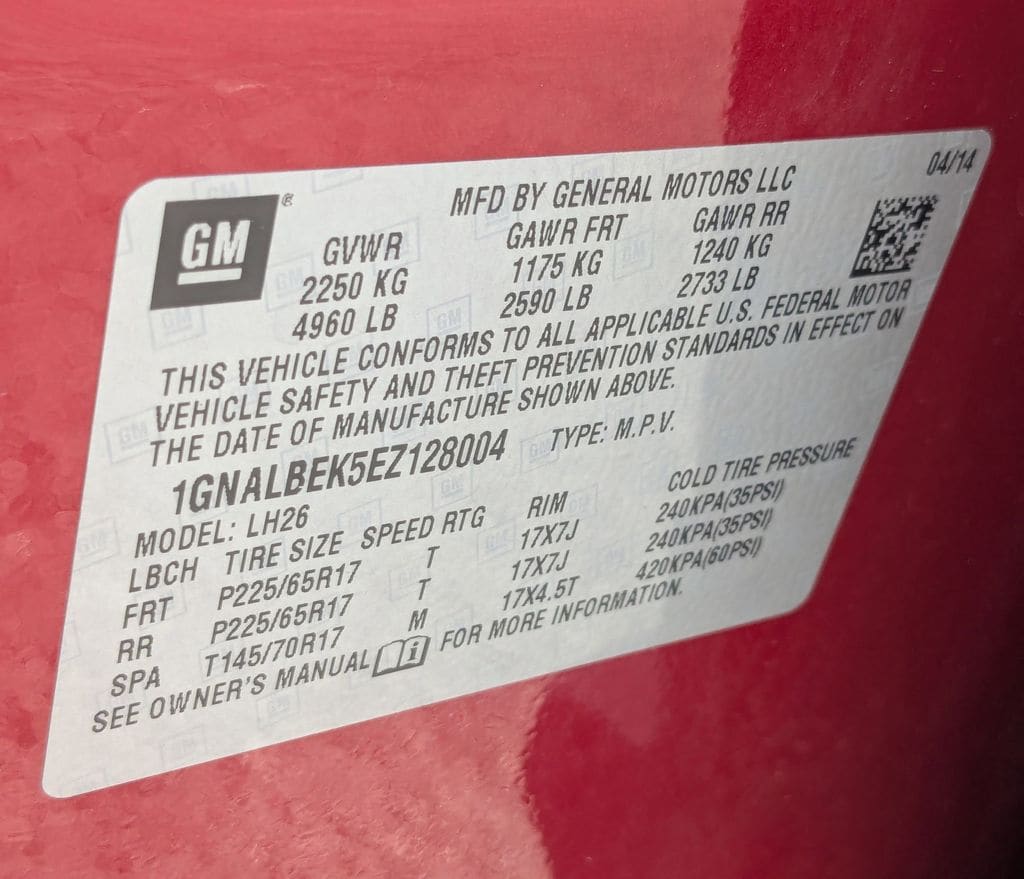 04/14
GM®
MFD BY GENERAL MOTORS LLC
GVWR GAWR FRT GAWR RR
2250 KG 1175 KG 1240 KG
4960 LB 2590 LB 2733 LB
THIS VEHICLE CONFORMS TO ALL APPLICABLE U.S. FEDERAL MOTOR
VEHICLE SAFETY AND THEFT PREVENTION STANDARDS IN EFFECT ON
THE DATE OF MANUFACTURE SHOWN ABOVE.
1GNALBEK5EZ128004 TYPE: M.P.V.
MODEL: LH26
LBCH TIRE SIZE SPEED RTG RIM COLD TIRE PRESSURE
FRT P225/65R17 T 17X7J 240KPA(35PSI)
RR P225/65R17 T 17X7J 240KPA(35PSI)
SPA T145/70R17 M 17X4.5T 420KPA(60PSI)
SEE OWNER'S MANUAL i FOR MORE INFORMATION.